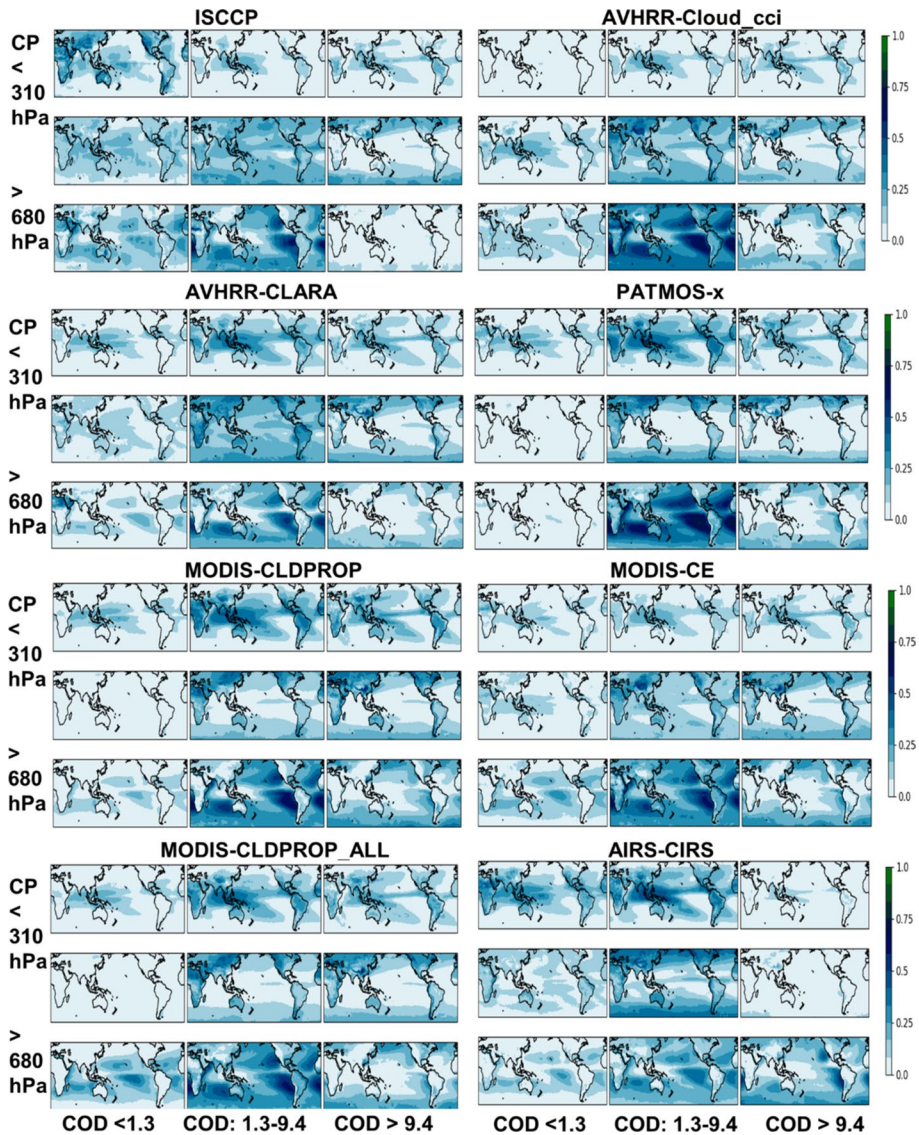 ISCCP
AVHRR-Cloud_cci
CP
<
310
hPa
>
680
hPa
1.0
0.75
0.5
0.25
0.0
AVHRR-CLARA
PATMOS-x
CP
<
310
hPa
>
680
hPa
1.0
0.75
0.5
0.25
0.0
MODIS-CLDPROP
MODIS-CE
CP
<
310
hPa
>
680
hPa
1.0
0.75
0.5
0.25
0.0
MODIS-CLDPROP_ALL
AIRS-CIRS
CP
<
310
hPa
>
680
hPa
1.0
0.75
0.5
0.25
0.0
COD <1.3 COD: 1.3-9.4 COD > 9.4 COD <1.3 COD: 1.3-9.4 COD > 9.4